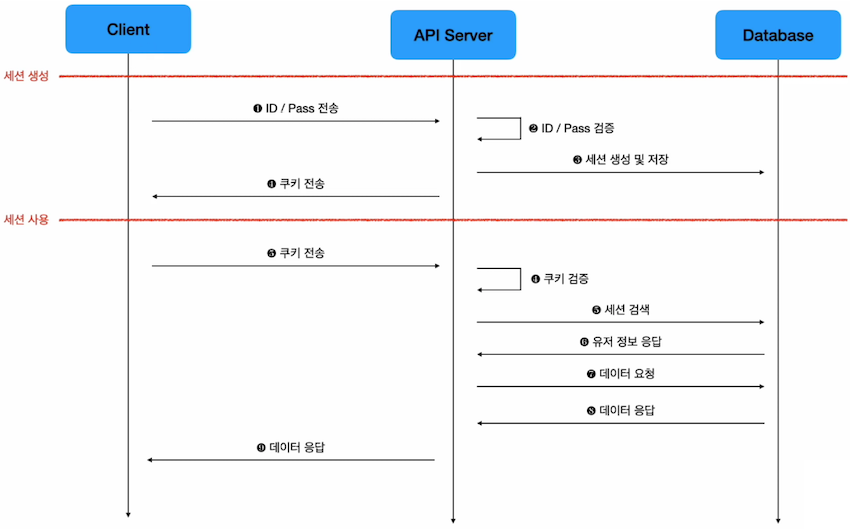 Client
API Server
Database
세션 생성
❶ ID / Pass 전송
❷ ID / Pass 검증
❸ 세션 생성 및 저장
❹ 쿠키 전송
세션 사용
❺ 쿠키 전송
❹ 쿠키 검증
❺ 세션 검색
❻ 유저 정보 응답
❼ 데이터 요청
❽ 데이터 응답
❾ 데이터 응답